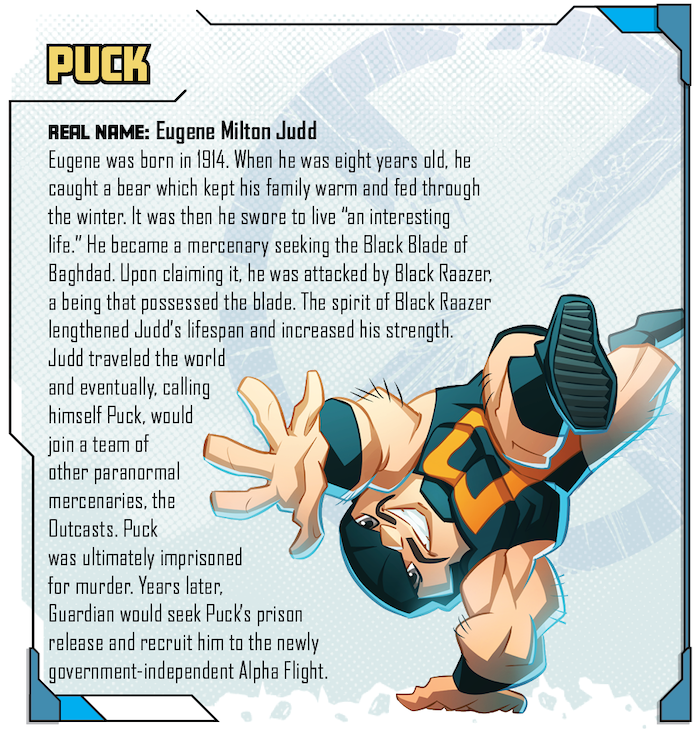 PUCK
REAL NAME: Eugene Milton Judd
Eugene was born in 1914. When he was eight years old, he
caught a bear which kept his family warm and fed through
the winter. It was then he swore to live “an interesting
life.” He became a mercenary seeking the Black Blade of
Baghdad. Upon claiming it, he was attacked by Black Raazer,
a being that possessed the blade. The spirit of Black Raazer
lengthened Judd’s lifespan and increased his strength.
Judd traveled the world
and eventually, calling
himself Puck, would
join a team of
other paranormal
mercenaries, the
Outcasts. Puck
was ultimately imprisoned
for murder. Years later,
Guardian would seek Puck’s prison
release and recruit him to the newly
government-independent Alpha Flight.